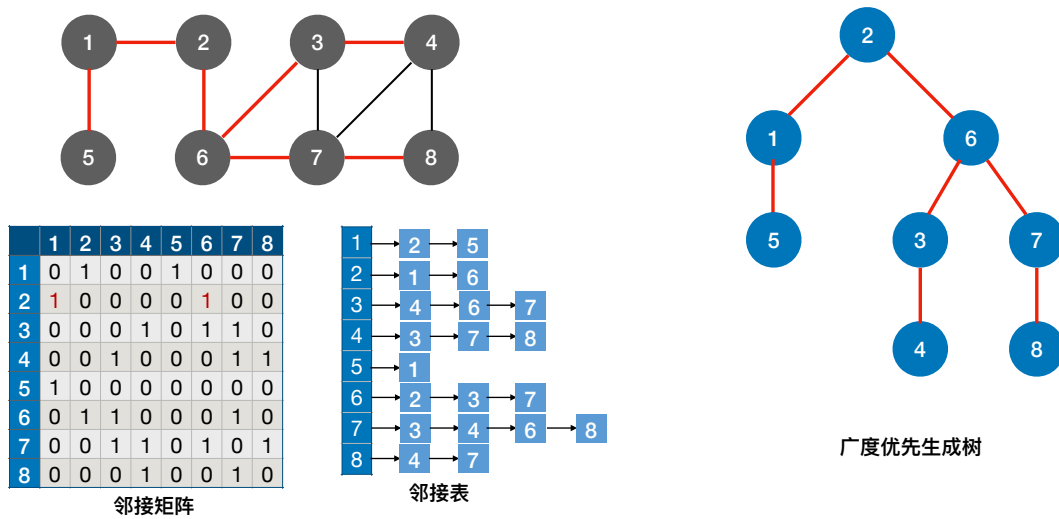 1 2 3 4
5 6 7 8
1 2 3 4 5 6 7 8
1 0 1 0 0 1 0 0 0
2 1 0 0 0 0 1 0 0
3 0 0 0 1 0 1 1 0
4 0 0 1 0 0 0 1 1
5 1 0 0 0 0 0 0 0
6 0 1 1 0 0 0 1 0
7 0 0 1 1 0 1 0 1
8 0 0 0 1 0 0 1 0
邻接矩阵
1 2 5
2 1 6
3 4 6 7
4 3 7 8
5 1
6 2 3 7
7 3 4 6 8
8 4 7
邻接表
2
1 6
5 3 7
4 8
广度优先生成树